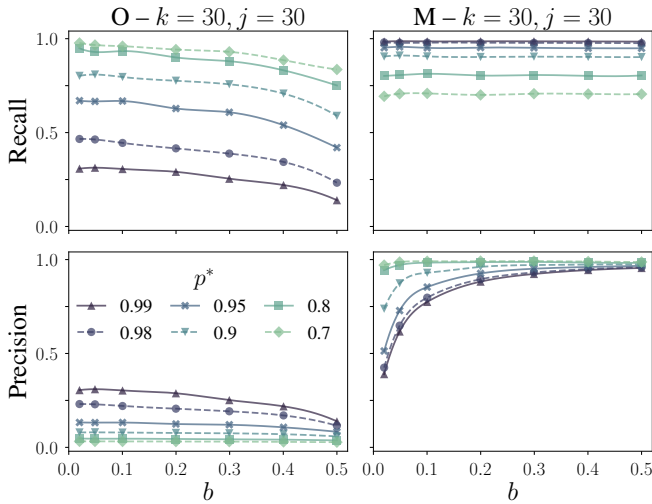 O – k = 30, j = 30
M – k = 30, j = 30
Recall
1.0
0.5
0.0
Precision
1.0
0.5
0.0
p*
0.99 0.95 0.8
0.98 0.9 0.7
0.0 0.1 0.2 0.3 0.4 0.5
0.0 0.1 0.2 0.3 0.4 0.5
b
b